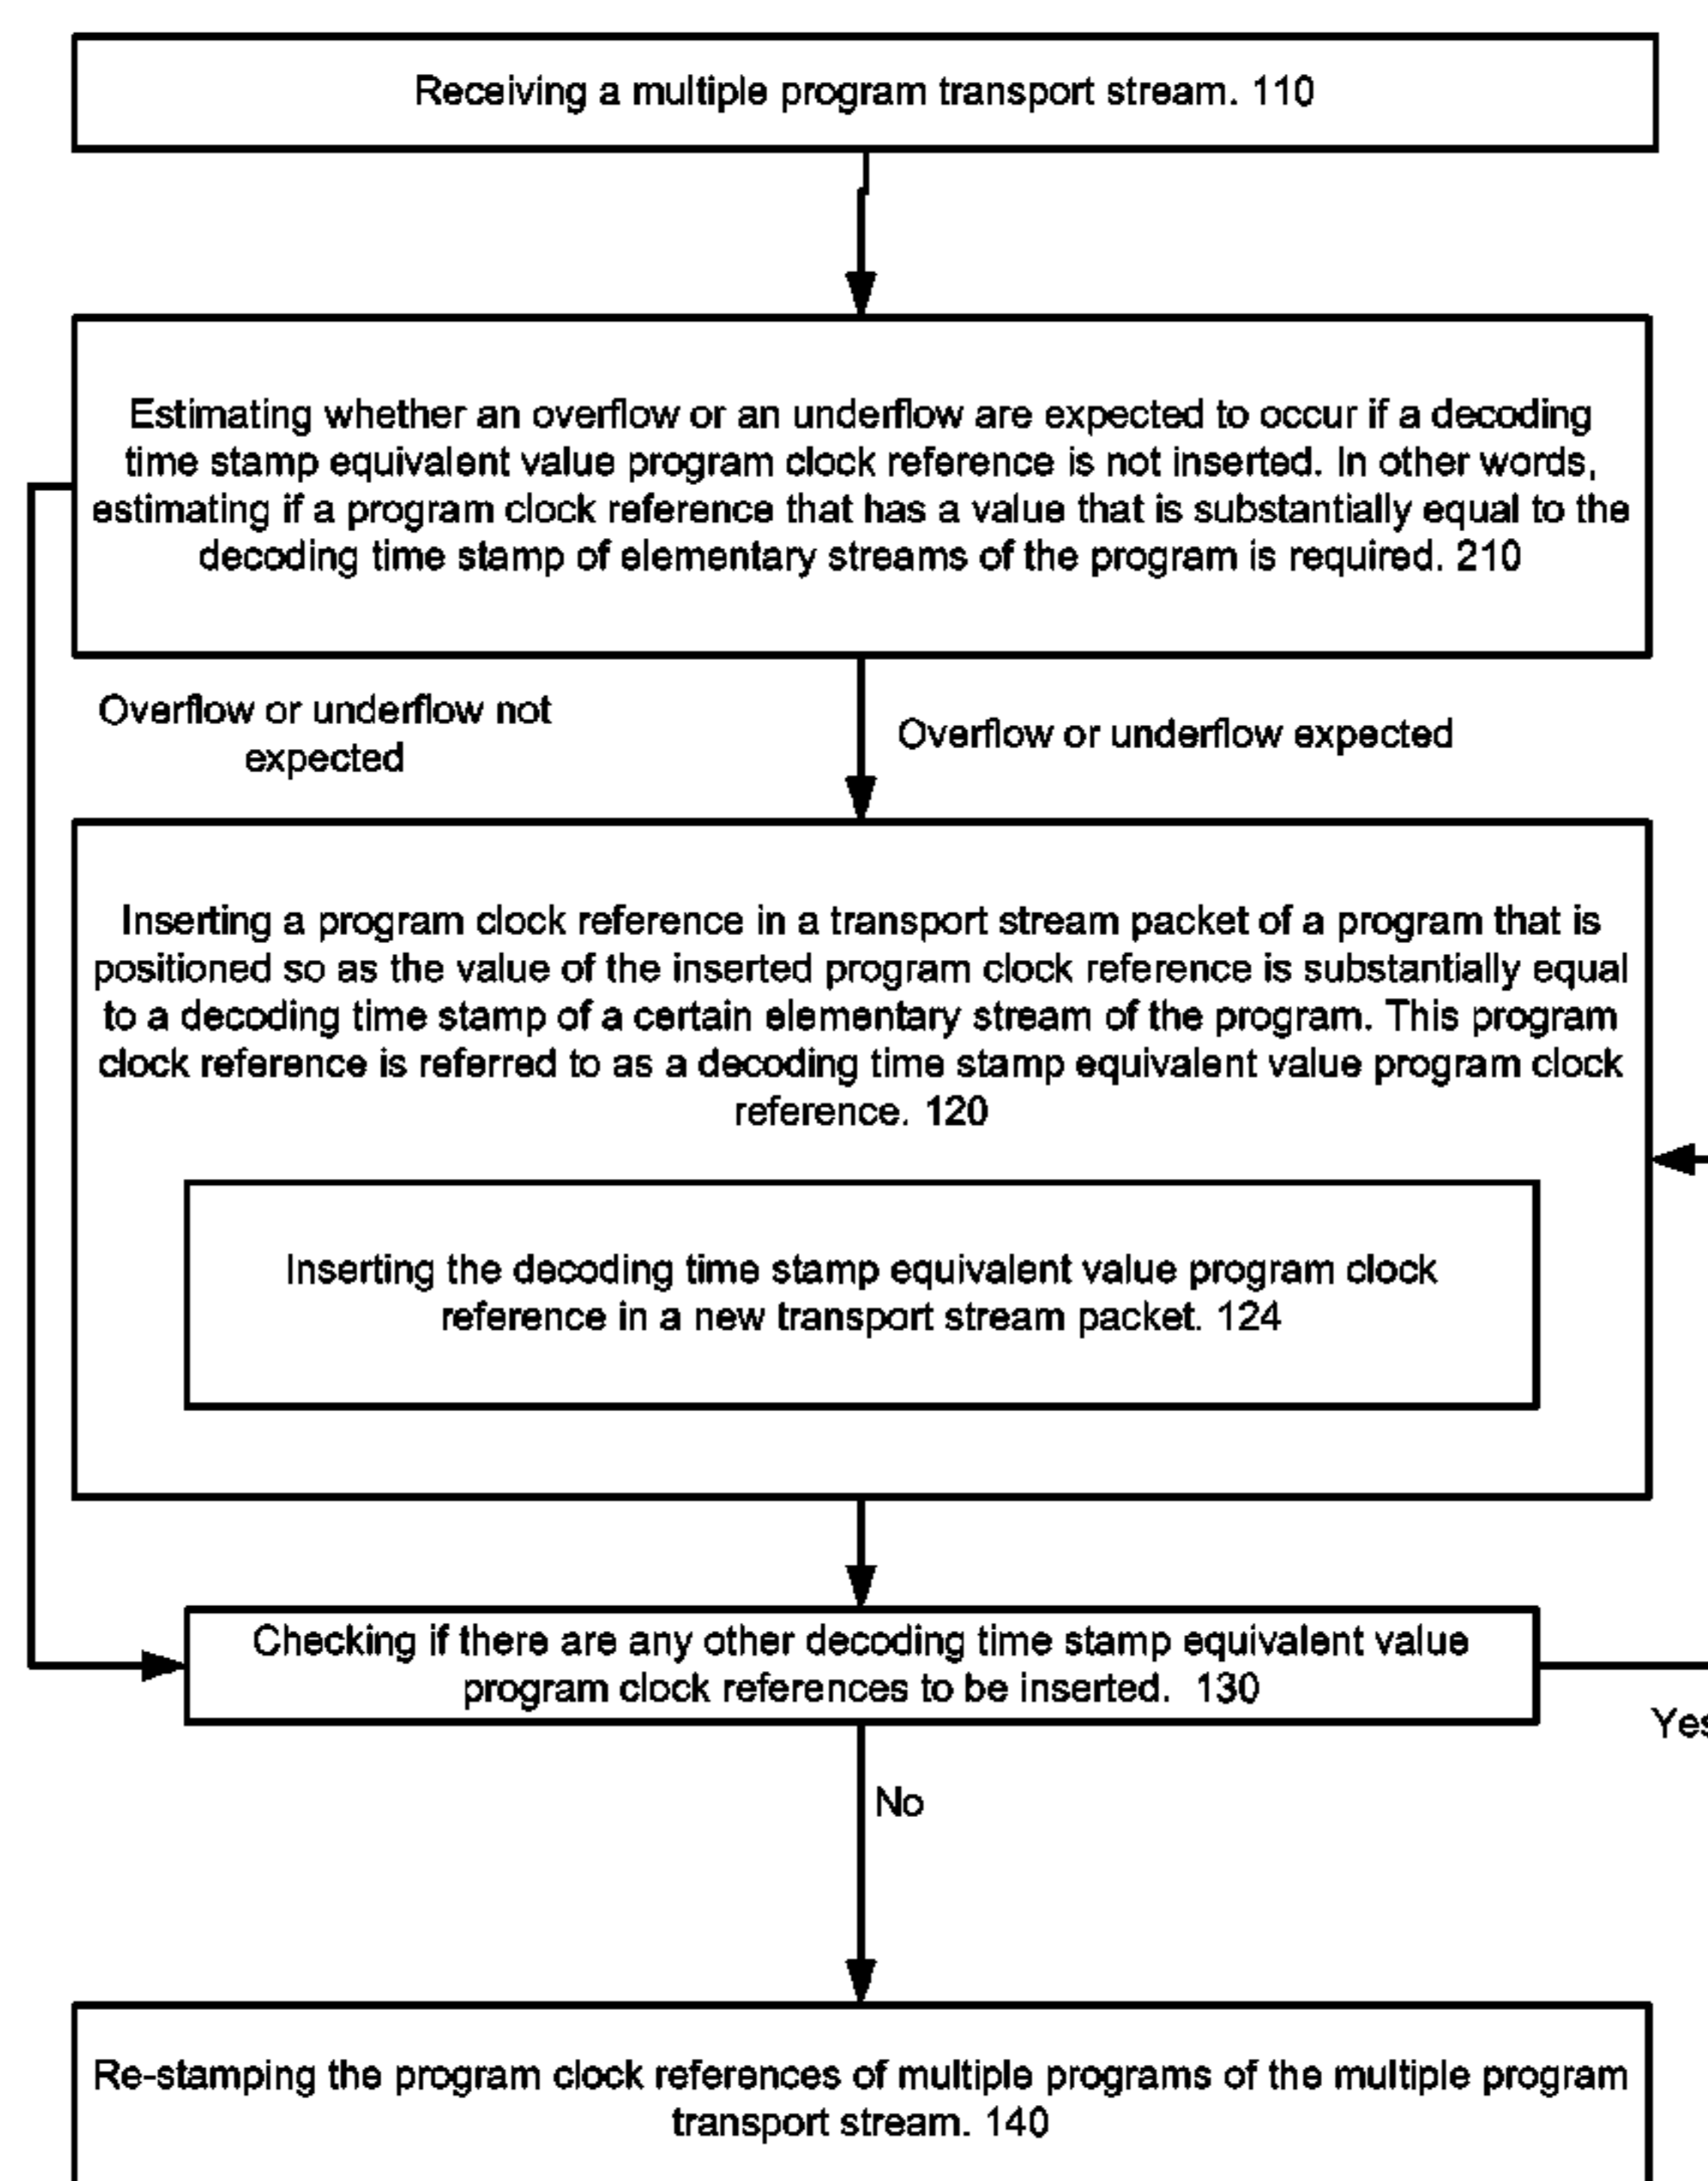 Receiving a multiple program transport stream. 110
Estimating whether an overflow or an underflow are expected to occur if a decoding
time stamp equivalent value program clock reference is not inserted. In other words,
estimating if a program clock reference that has a value that is substantially equal to the
decoding time stamp of elementary streams of the program is required. 210
Overflow or underflow not
expected
Overflow or underflow expected
Inserting a program clock reference in a transport stream packet of a program that is
positioned so as the value of the inserted program clock reference is substantially equal
to a decoding time stamp of a certain elementary stream of the program. This program
clock reference is referred to as a decoding time stamp equivalent value program clock
reference. 120
Inserting the decoding time stamp equivalent value program clock
reference in a new transport stream packet. 124
Checking if there are any other decoding time stamp equivalent value
program clock references to be inserted. 130
Yes
No
Re-stamping the program clock references of multiple programs of the multiple program
transport stream. 140